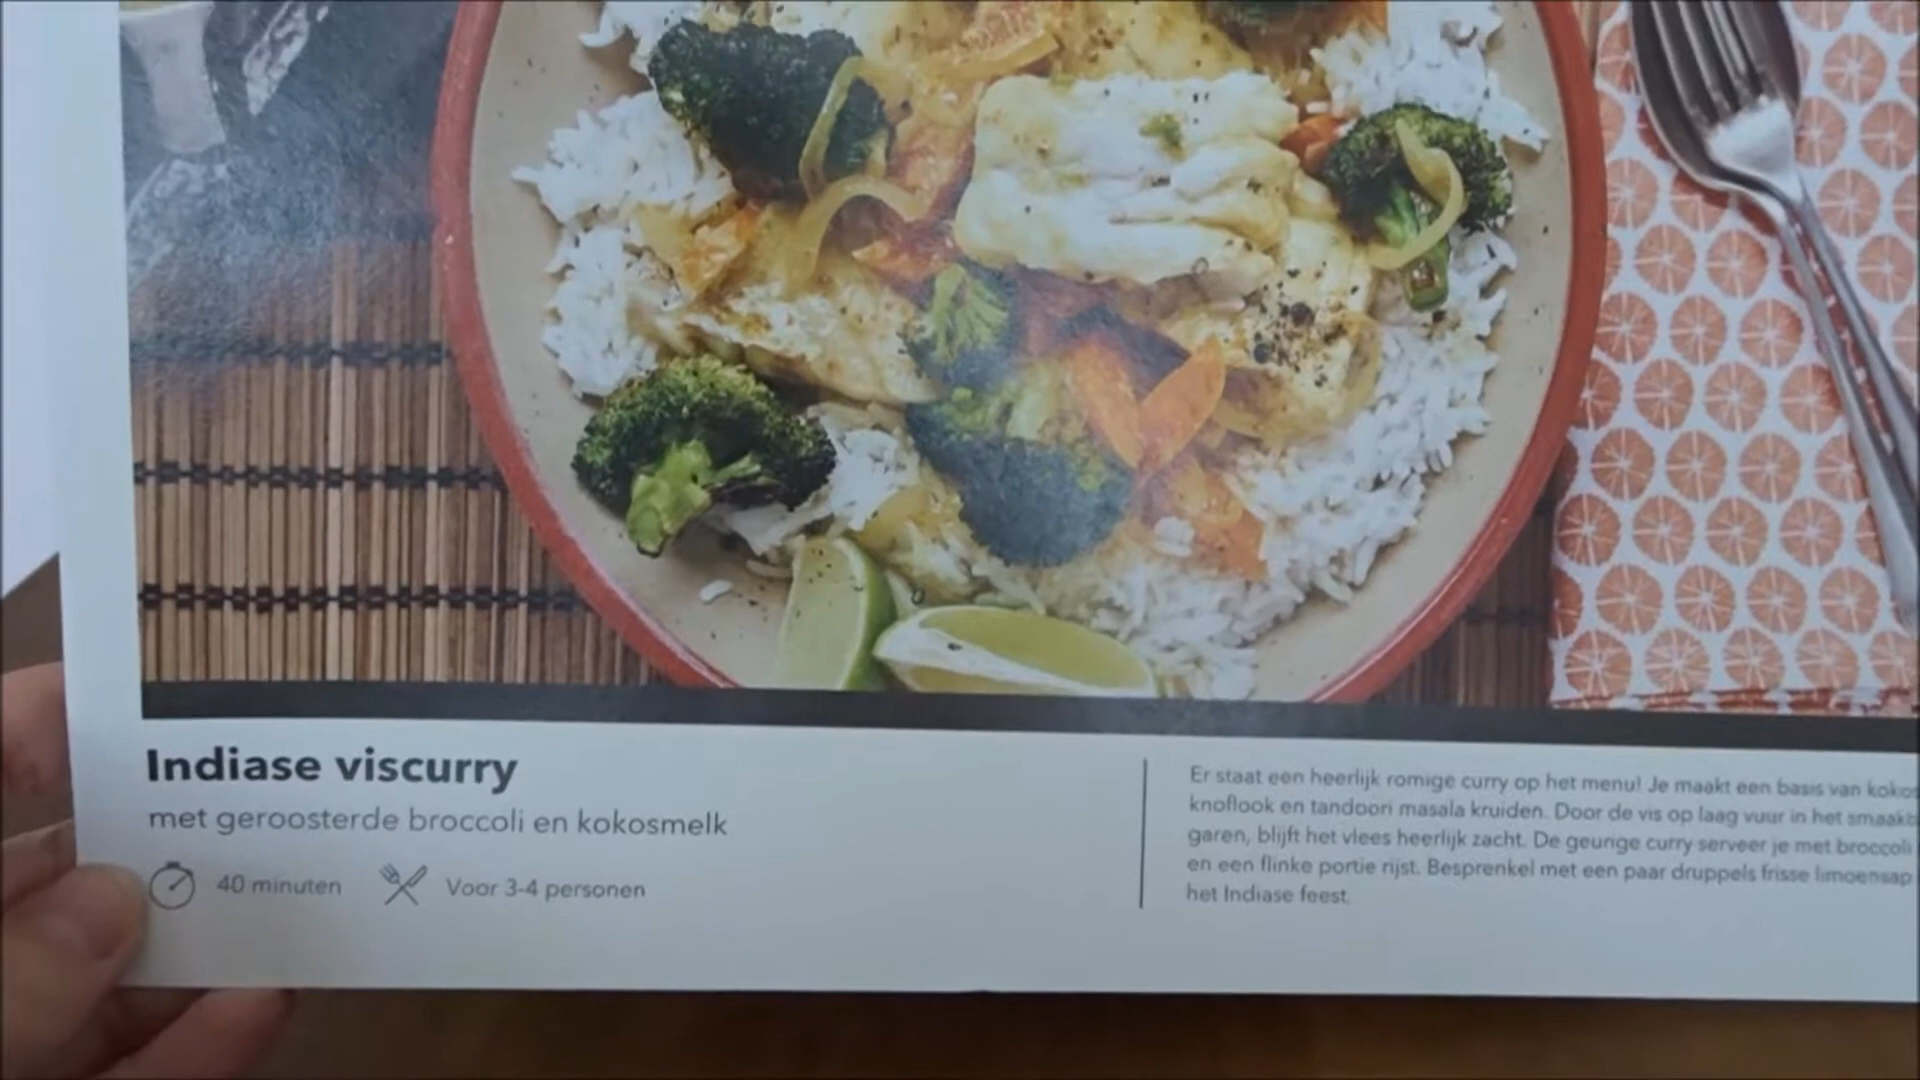 Indiase viscurry
met geroosterde broccoli en kokosmelk
40 minuten
Voor 3-4 personen
Er staat een heerlijk romige curry op het menu! Je maakt een basis van
knoflook en tandoori masala kruiden. Door de vis op laag vuur in het
garen, blijft het vlees heerlijk zacht. De geurige curry serveer je met broccoli
en een flinke portie rijst. Besprenkel met een paar druppels frisse limoensap
het Indiase feest.